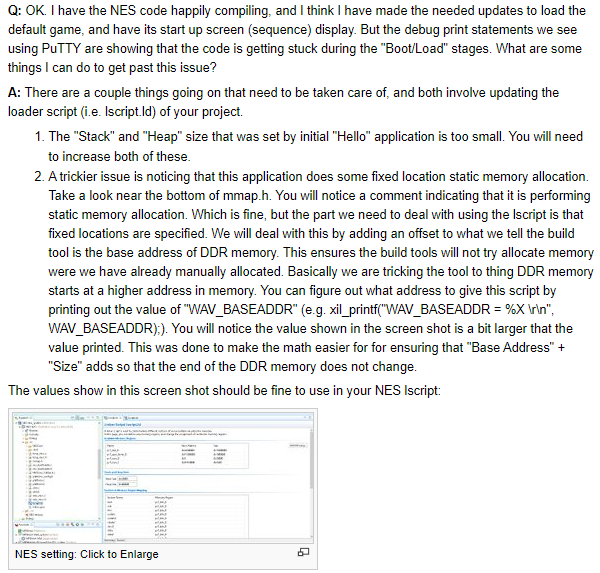 Q: OK. I have the NES code happily compiling, and I think I have made the needed updates to load the
default game, and have its start up screen (sequence) display. But the debug print statements we see
using PuTTY are showing that the code is getting stuck during the "Boot/Load" stages. What are some
things I can do to get past this issue?
A: There are a couple things going on that need to be taken care of, and both involve updating the
loader script (i.e. lscript.ld) of your project.
1. The "Stack" and "Heap" size that was set by initial "Hello" application is too small. You will need
to increase both of these.
2. A trickier issue is noticing that this application does some fixed location static memory allocation.
Take a look near the bottom of mmap.h. You will notice a comment indicating that it is performing
static memory allocation. Which is fine, but the part we need to deal with using the lscript is that
fixed locations are specified. We will deal with this by adding an offset to what we tell the build
tool is the base address of DDR memory. This ensures the build tools will not try allocate memory
were we have already manually allocated. Basically we are tricking the tool to thing DDR memory
starts at a higher address in memory. You can figure out what address to give this script by
printing out the value of "WAV_BASEADDR" (e.g. xil_printf("WAV_BASEADDR = %X \r\n",
WAV_BASEADDR);). You will notice the value shown in the screen shot is a bit larger that the
value printed. This was done to make the math easier for for ensuring that "Base Address" +
"Size" adds so that the end of the DDR memory does not change.
The values show in this screen shot should be fine to use in your NES lscript:
NES setting: Click to Enlarge